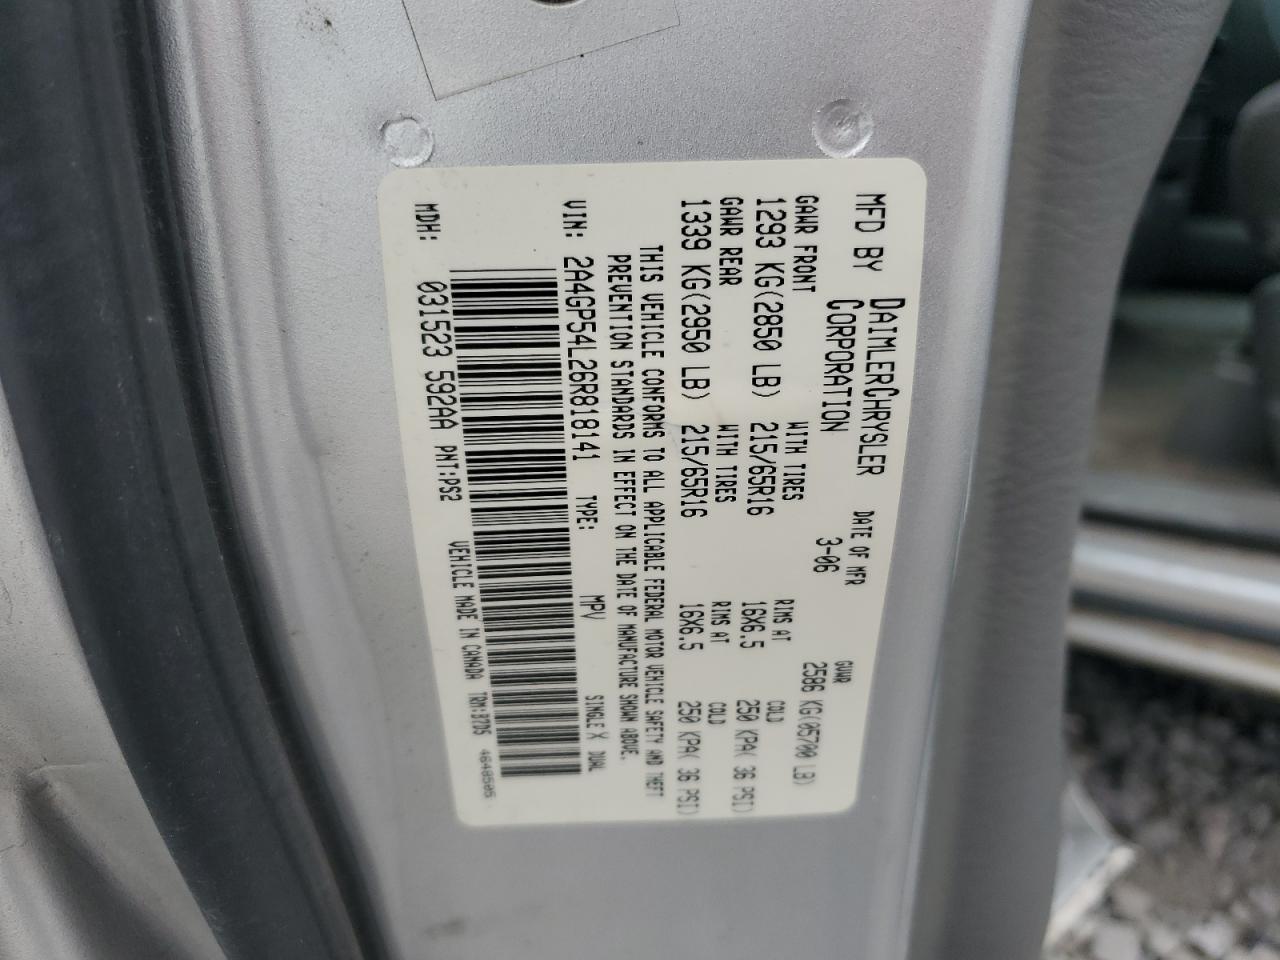 MFD BY DAIMLERCHRYSLER CORPORATION DATE OF MFR 3-06 GVWR 2586 KG(05700 LB)
GAWR FRONT WITH TIRES RIMS AT COLD
1293 KG(2850 LB) 215/65R16 16X6.5 250 KPA( 36 PSI)
GAWR REAR WITH TIRES RIMS AT COLD
1339 KG(2950 LB) 215/65R16 16X6.5 250 KPA( 36 PSI)
THIS VEHICLE CONFORMS TO ALL APPLICABLE FEDERAL MOTOR VEHICLE SAFETY AND THEFT
PREVENTION STANDARDS IN EFFECT ON THE DATE OF MANUFACTURE SHOWN ABOVE.
VIN: 2A4GP54L26R818141 TYPE: MPV SINGLE X DUAL
MDH: 031523 592AA PNT:PS2 VEHICLE MADE IN CANADA TRM:B7D5 4648505